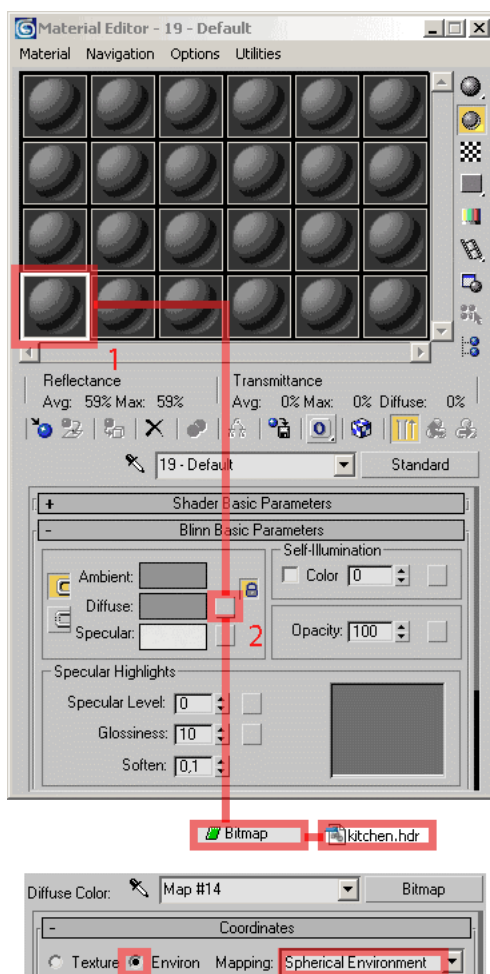 Material Editor - 19 - Default
Material Navigation Options Utilities
1
Reflectance Transmittance
Avg: 59% Max: 59% Avg: 0% Max: 0% Diffuse: 0%
19 - Default Standard
+ Shader Basic Parameters
- Blinn Basic Parameters
Self-Illumination
Ambient: Color 0
Diffuse:
2
Specular: Opacity: 100
Specular Highlights
Specular Level: 0
Glossiness: 10
Soften: 0,1
Bitmap kitchen.hdr
Diffuse Color: Map #14 Bitmap
- Coordinates
Texture Environ Mapping: Spherical Environment